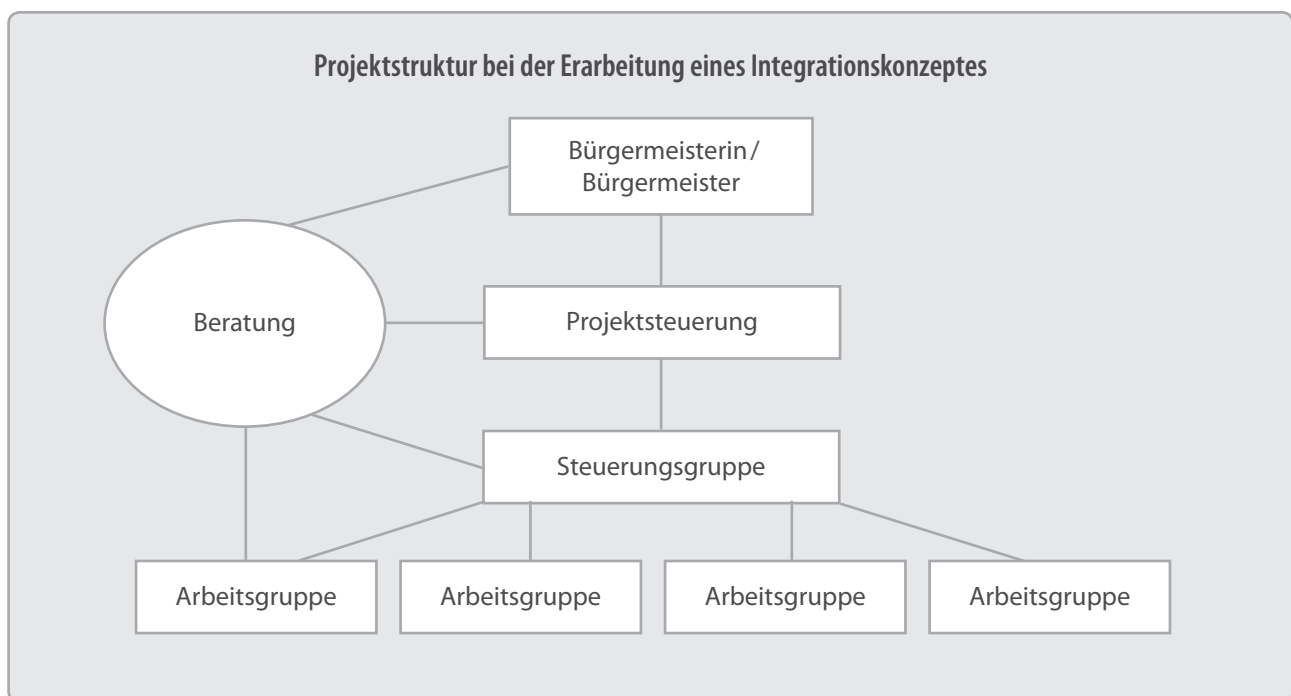 Projektstruktur bei der Erarbeitung eines Integrationskonzeptes
Bürgermeisterin/
Bürgermeister
Beratung
Projektsteuerung
Steuerungsgruppe
Arbeitsgruppe
Arbeitsgruppe
Arbeitsgruppe
Arbeitsgruppe